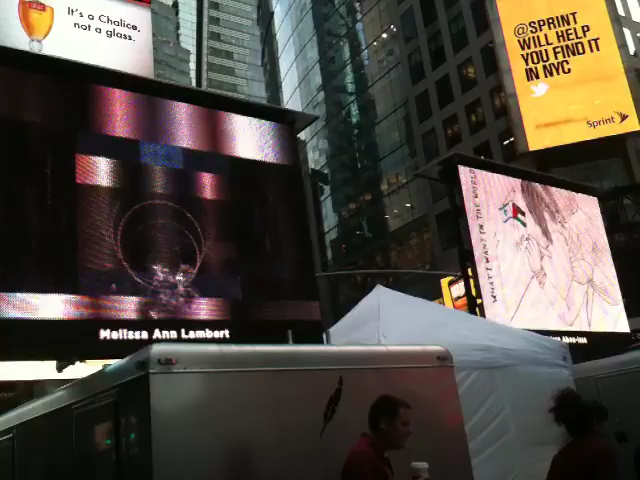 It's a Chalice,
not a glass.
@SPRINT
WILL HELP
YOU FIND IT
IN NYC
Sprint
WHAT I WANT IN THE WORLD
Melissa Ann Lambert